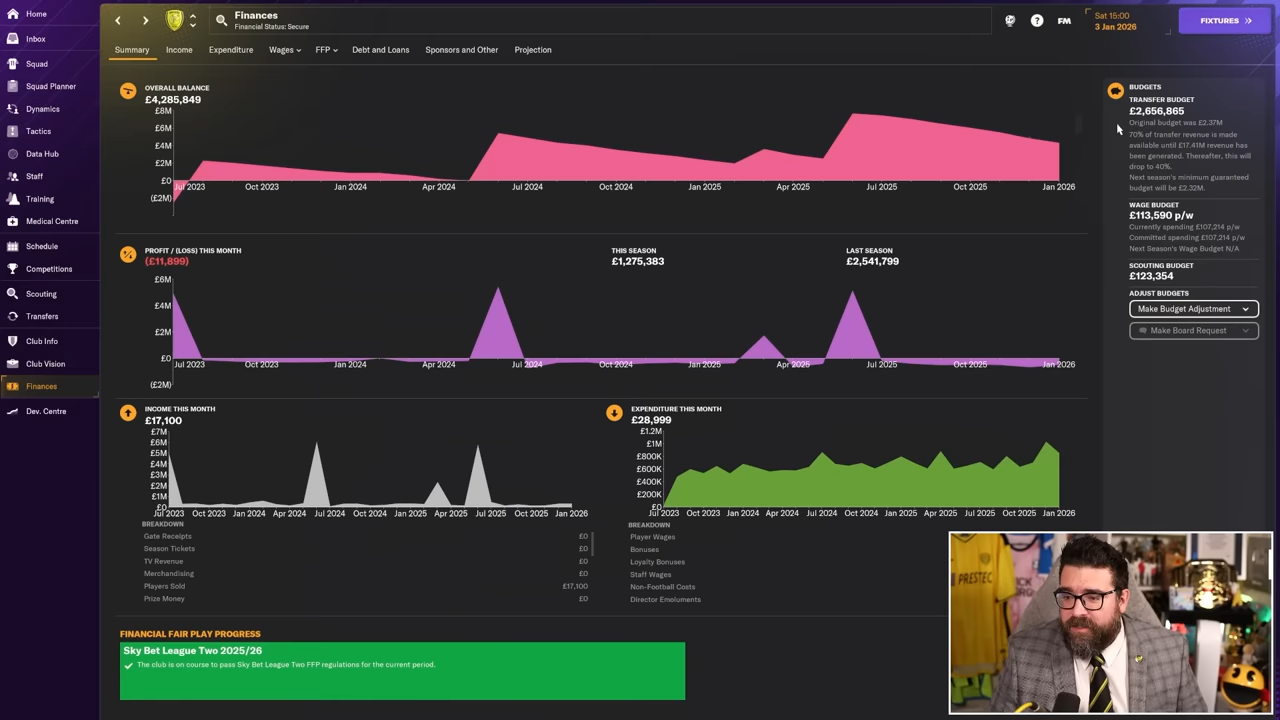 Home
Inbox
Squad
Squad Planner
Dynamics
Tactics
Data Hub
Staff
Training
Medical Centre
Schedule
Competitions
Scouting
Transfers
Club Info
Club Vision
Finances
Dev. Centre
Finances
Financial Status: Secure
?
FM
Sat 15:00
3 Jan 2026
FIXTURES
Summary
Income
Expenditure
Wages
FFP
Debt and Loans
Sponsors and Other
Projection
OVERALL BALANCE
£4,285,849
£8M
£6M
£4M
£2M
£0
(£2M)
Jul 2023
Oct 2023
Jan 2024
Apr 2024
Jul 2024
Oct 2024
Jan 2025
Apr 2025
Jul 2025
Oct 2025
Jan 2026
PROFIT / (LOSS) THIS MONTH
(£11,899)
THIS SEASON
£1,275,383
LAST SEASON
£2,541,799
£6M
£4M
£2M
£0
(£2M)
Jul 2023
Oct 2023
Jan 2024
Apr 2024
Jul 2024
Oct 2024
Jan 2025
Apr 2025
Jul 2025
Oct 2025
Jan 2026
INCOME THIS MONTH
£17,100
£7M
£6M
£5M
£4M
£3M
£2M
£1M
£0
Jul 2023
Oct 2023
Jan 2024
Apr 2024
Jul 2024
Oct 2024
Jan 2025
Apr 2025
Jul 2025
Oct 2025
Jan 2026
BREAKDOWN
Gate Receipts £0
Season Tickets £0
TV Revenue £0
Merchandising £0
Players Sold £17,100
Prize Money £0
EXPENDITURE THIS MONTH
£28,999
£1.2M
£1M
£800K
£600K
£400K
£200K
£0
Jul 2023
Oct 2023
Jan 2024
Apr 2024
Jul 2024
Oct 2024
Jan 2025
Apr 2025
Jul 2025
Oct 2025
Jan 2026
BREAKDOWN
Player Wages
Bonuses
Loyalty Bonuses
Staff Wages
Non-Football Costs
Director Emoluments
FINANCIAL FAIR PLAY PROGRESS
Sky Bet League Two 2025/26
The club is on course to pass Sky Bet League Two FFP regulations for the current period.
BUDGETS
TRANSFER BUDGET
£2,656,865
Original budget was £2.37M
70% of transfer revenue is made
available until £17.41M revenue has
been generated. Thereafter, this will
drop to 40%.
Next season's minimum guaranteed
budget will be £2.32M.
WAGE BUDGET
£113,590 p/w
Currently spending £107,214 p/w
Committed spending £107,214 p/w
Next Season's Wage Budget N/A
SCOUTING BUDGET
£123,354
ADJUST BUDGETS
Make Budget Adjustment
Make Board Request
PRESTEC